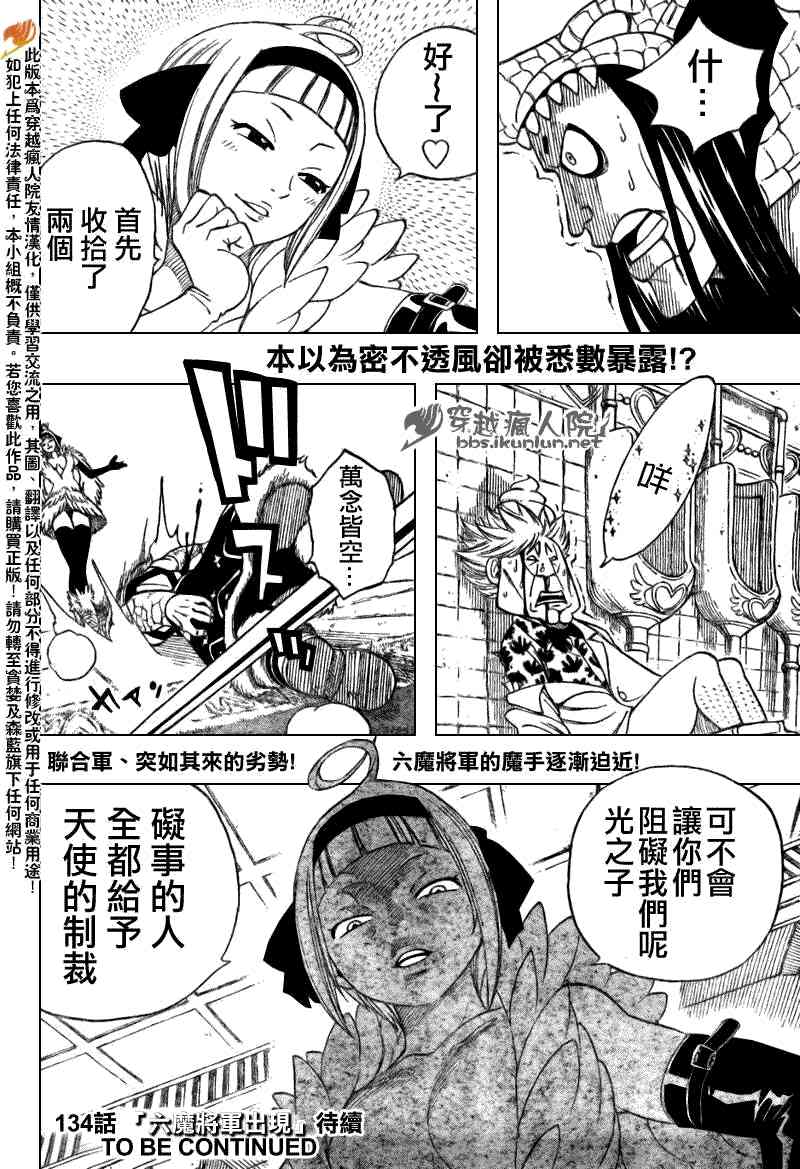 什…
好~了♡
首先
收拾了
兩個
本以為密不透風卻被悉數暴露!?
穿越瘋人院
bbs.ikunlun.net
咩
萬念皆空…
聯合軍、突如其來的劣勢!
六魔將軍的魔手逐漸迫近!
可不會
讓你們
阻礙我們呢
光之子
礙事的人
全都給予
天使的制裁
134話 「六魔將軍出現」待續
TO BE CONTINUED
此版本爲穿越瘋人院友情漢化，僅供學習交流之用，其圖、翻譯以及任何部分不得進行修改或用于任何商業用途！
如犯上任何法律責任，本小組概不負責。若您喜歡此作品，請購買正版！請勿轉至貪婪及森藍旗下任何網站！